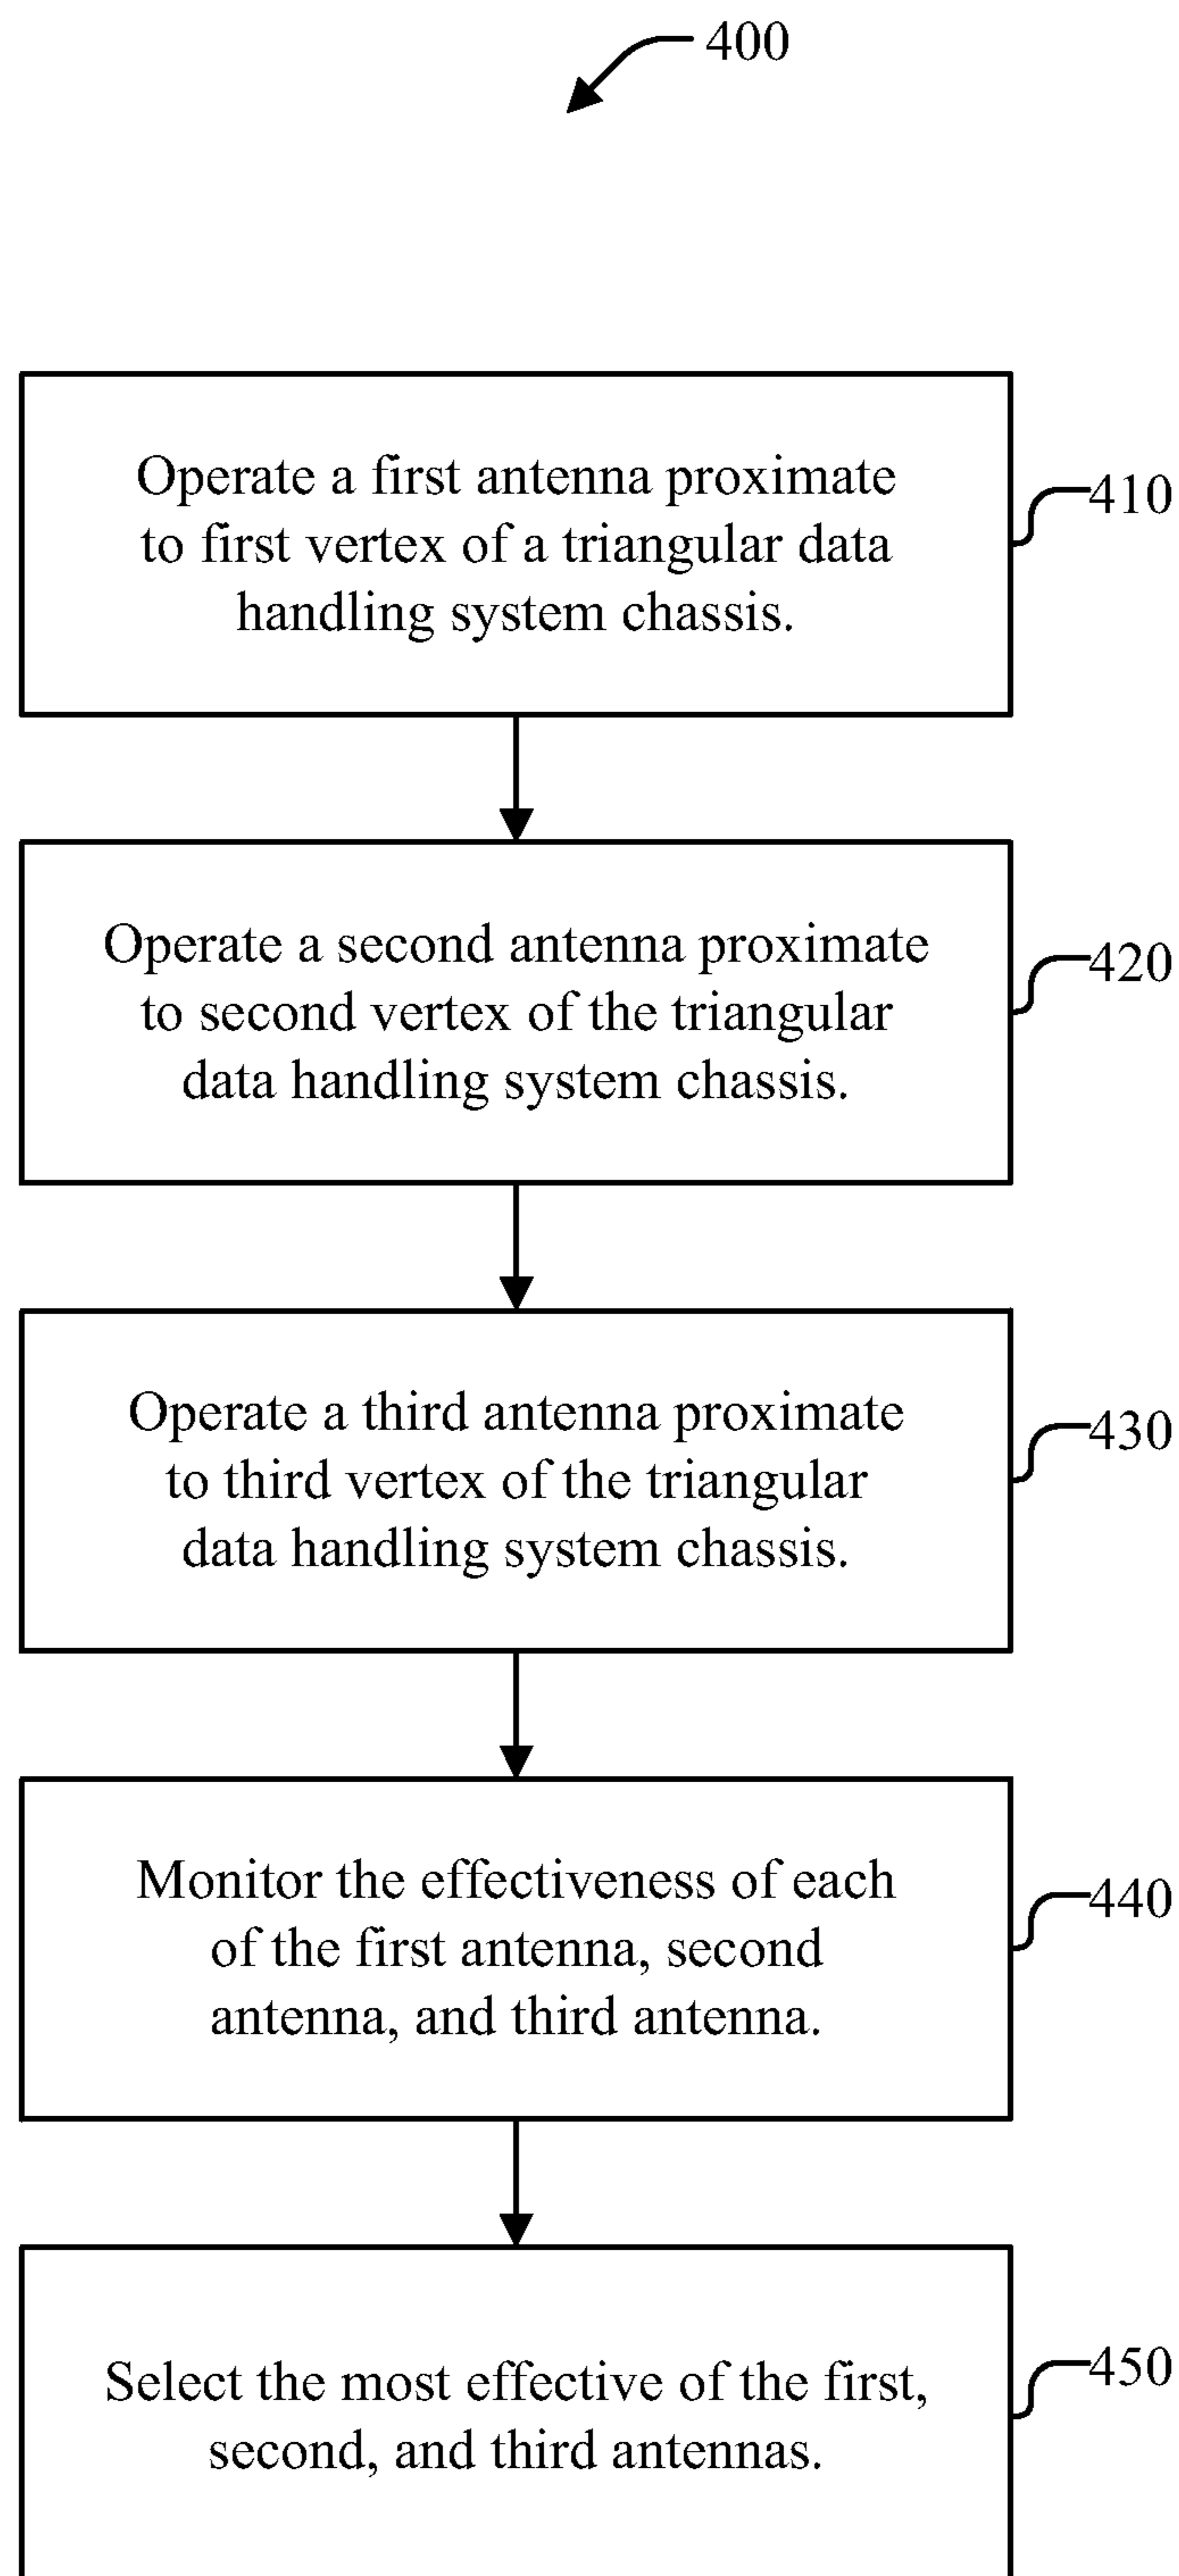 400
Operate a first antenna proximate
to first vertex of a triangular data
handling system chassis.
410
Operate a second antenna proximate
to second vertex of the triangular
data handling system chassis.
420
Operate a third antenna proximate
to third vertex of the triangular
data handling system chassis.
430
Monitor the effectiveness of each
of the first antenna, second
antenna, and third antenna.
440
Select the most effective of the first,
second, and third antennas.
450